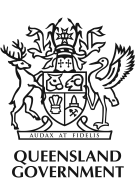 AUDAX AT FIDELIS
QUEENSLAND
GOVERNMENT